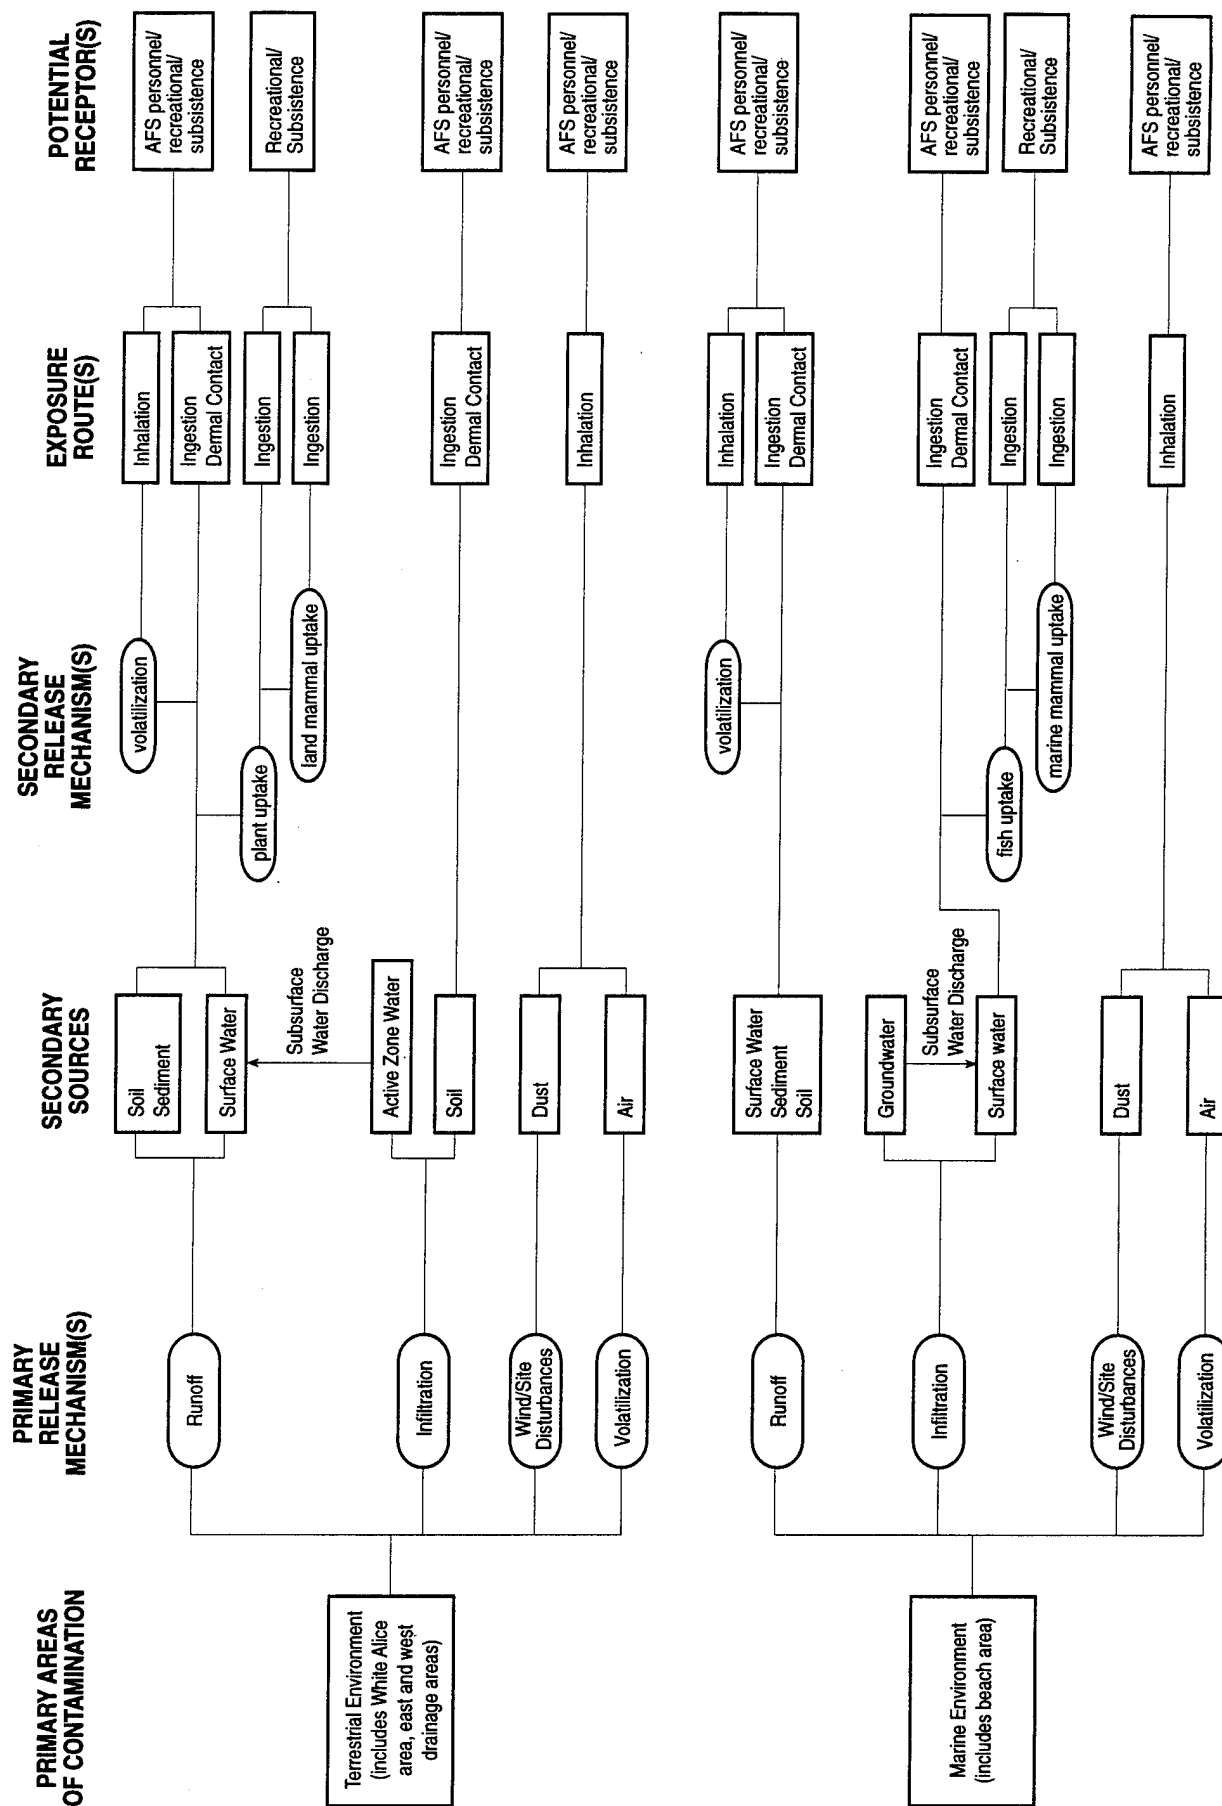 PRIMARY AREAS
OF CONTAMINATION
PRIMARY
RELEASE
MECHANISM(S)
SECONDARY
SOURCES
SECONDARY
RELEASE
MECHANISM(S)
EXPOSURE
ROUTE(S)
POTENTIAL
RECEPTOR(S)
Terrestrial Environment
(includes White Alice
area, east and west
drainage areas)
Runoff
Soil
Sediment
Surface Water
volatilization
plant uptake
land mammal uptake
Inhalation
Ingestion
Dermal Contact
Ingestion
Ingestion
AFS personnel/
recreational/
subsistence
Recreational/
Subsistence
Subsurface
Water Discharge
Infiltration
Active Zone Water
Soil
Ingestion
Dermal Contact
AFS personnel/
recreational/
subsistence
Wind/Site
Disturbances
Dust
Volatilization
Air
Inhalation
AFS personnel/
recreational/
subsistence
Marine Environment
(includes beach area)
Runoff
Surface Water
Sediment
Soil
volatilization
Inhalation
Ingestion
Dermal Contact
AFS personnel/
recreational/
subsistence
Infiltration
Groundwater
Subsurface
Water Discharge
Surface water
fish uptake
marine mammal uptake
Ingestion
Dermal Contact
Ingestion
Ingestion
AFS personnel/
recreational/
subsistence
Recreational/
Subsistence
Wind/Site
Disturbances
Dust
Volatilization
Air
Inhalation
AFS personnel/
recreational/
subsistence